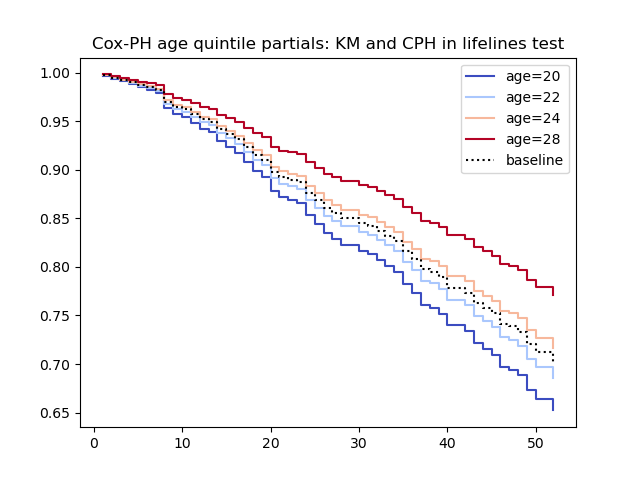 Cox-PH age quintile partials: KM and CPH in lifelines test
1.00
0.95
0.90
0.85
0.80
0.75
0.70
0.65
age=20
age=22
age=24
age=28
baseline
0
10
20
30
40
50